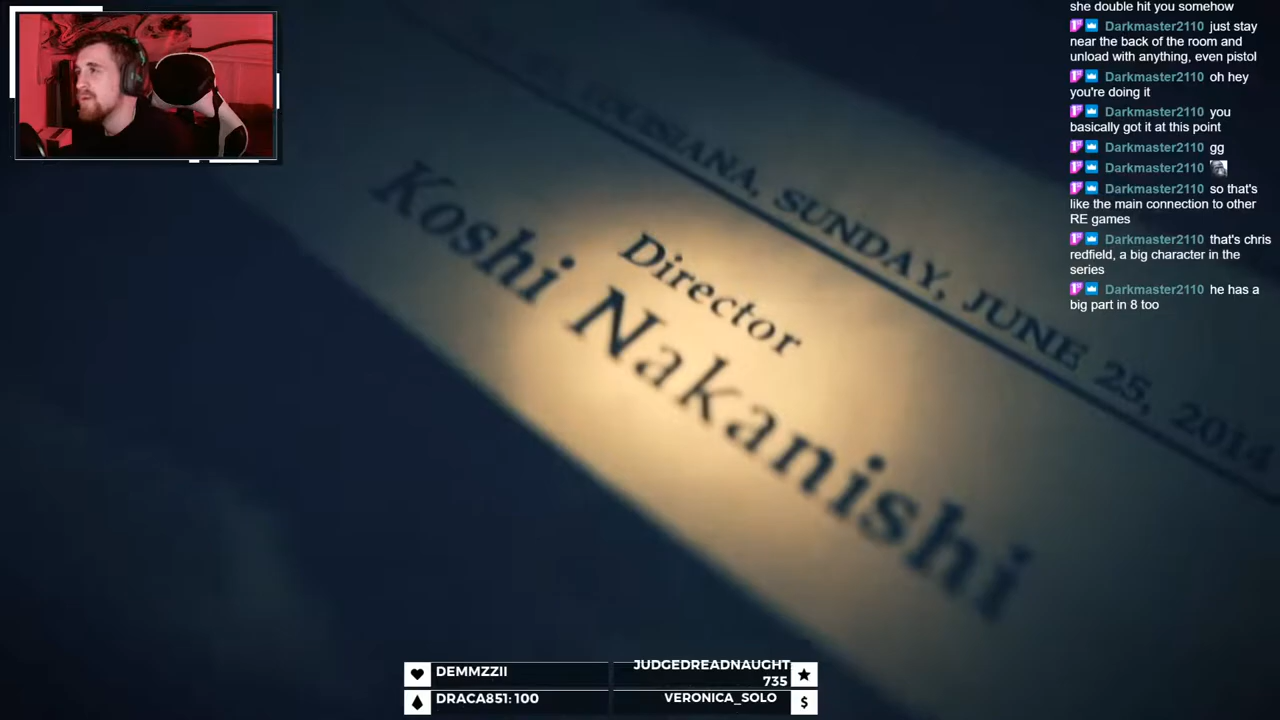 LOUISIANA, SUNDAY, JUNE 25, 2014
Director
Koshi Nakanishi
she double hit you somehow
Darkmaster2110 just stay
near the back of the room and
unload with anything, even pistol
Darkmaster2110 oh hey
you're doing it
Darkmaster2110 you
basically got it at this point
Darkmaster2110 gg
Darkmaster2110
Darkmaster2110 so that's
like the main connection to other
RE games
Darkmaster2110 that's chris
redfield, a big character in the
series
Darkmaster2110 he has a
big part in 8 too
DEMMZZII
DRACA851: 100
JUDGEDREADNAUGHT
735
VERONICA_SOLO
$